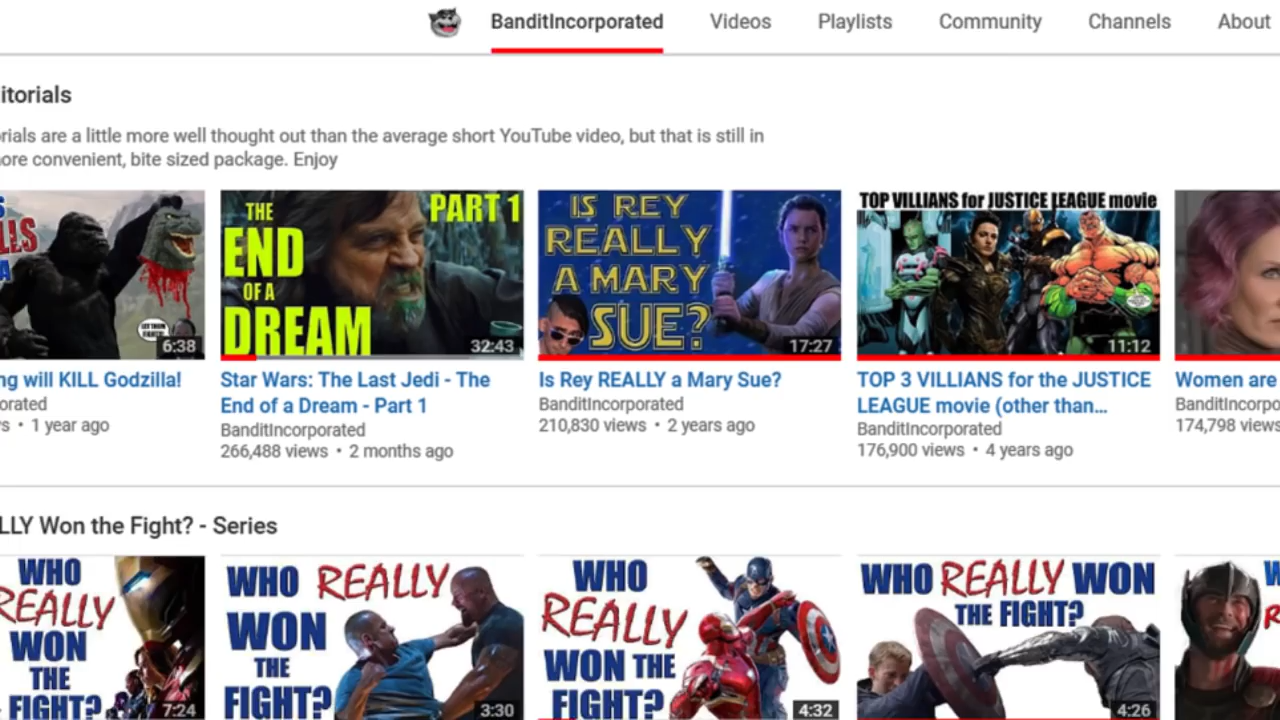 BanditIncorporated Videos Playlists Community Channels About
itorials
rials are a little more well thought out than the average short YouTube video, but that is still in
ore convenient, bite sized package. Enjoy
LLS
A
6:38
THE
END
OF A
DREAM
PART 1
32:43
IS REY
REALLY
A MARY
SUE?
17:27
TOP VILLIANS for JUSTICE LEAGUE movie
11:12
ng will KILL Godzilla!
orated
s • 1 year ago
Star Wars: The Last Jedi - The
End of a Dream - Part 1
BanditIncorporated
266,488 views • 2 months ago
Is Rey REALLY a Mary Sue?
BanditIncorporated
210,830 views • 2 years ago
TOP 3 VILLIANS for the JUSTICE
LEAGUE movie (other than...
BanditIncorporated
176,900 views • 4 years ago
Women are
BanditIncorpo
174,798 views
LLY Won the Fight? - Series
WHO
REALLY
WON
THE
FIGHT?
7:24
WHO REALLY
WON
THE
FIGHT?
3:30
WHO
REALLY
WON THE
FIGHT?
4:32
WHO REALLY WON
THE FIGHT?
4:26